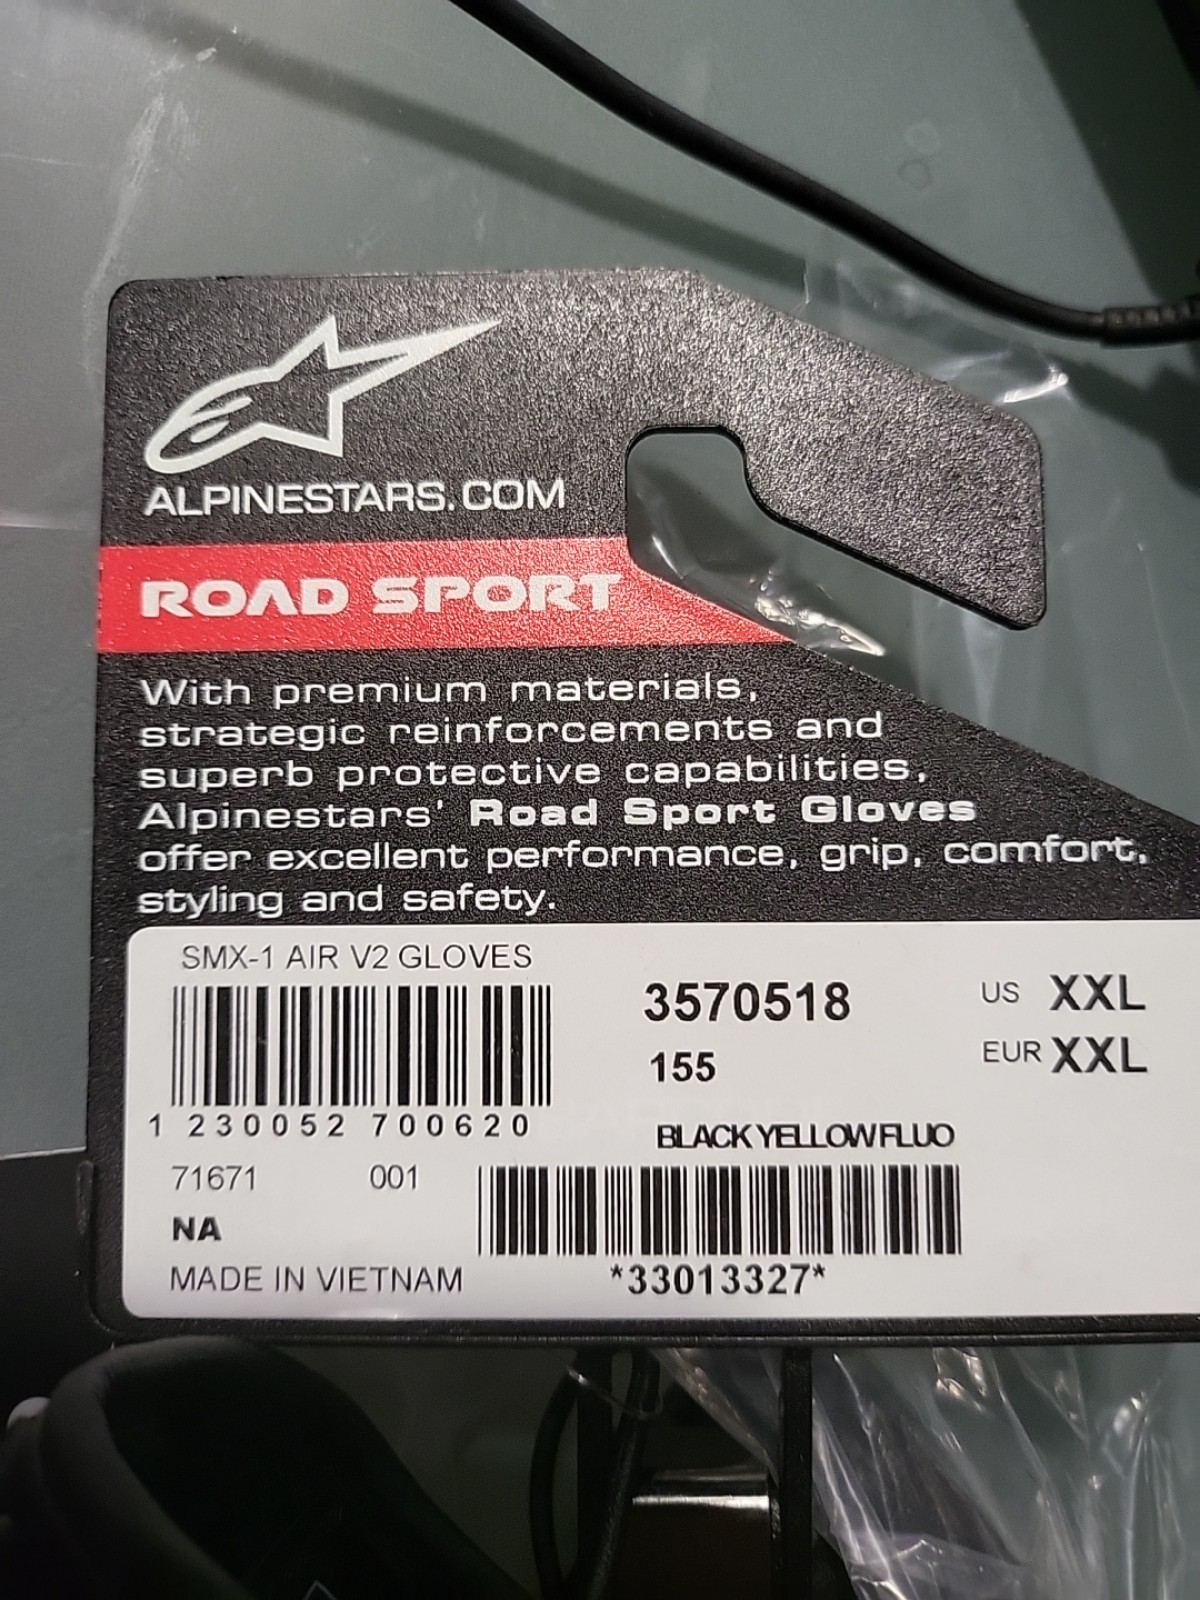 ALPINESTARS.COM
ROAD SPORT
With premium materials,
strategic reinforcements and
superb protective capabilities,
Alpinestars' Road Sport Gloves
offer excellent performance, grip, comfort,
styling and safety.
SMX-1 AIR V2 GLOVES
3570518
US XXL
155
EUR XXL
1 230052 700620
BLACK YELLOW FLUO
71671 001
NA
MADE IN VIETNAM
*33013327*